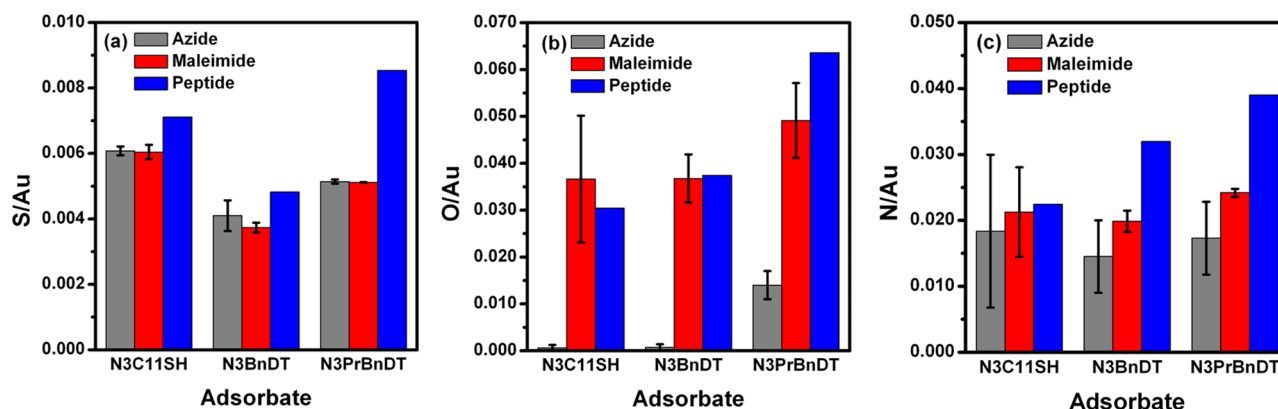 (a)
Azide
Maleimide
Peptide
S/Au
0.010
0.008
0.006
0.004
0.002
0.000
N3C11SH N3BnDT N3PrBnDT
Adsorbate
(b)
Azide
Maleimide
Peptide
O/Au
0.070
0.060
0.050
0.040
0.030
0.020
0.010
0.000
N3C11SH N3BnDT N3PrBnDT
Adsorbate
(c)
Azide
Maleimide
Peptide
N/Au
0.050
0.040
0.030
0.020
0.010
0.000
N3C11SH N3BnDT N3PrBnDT
Adsorbate